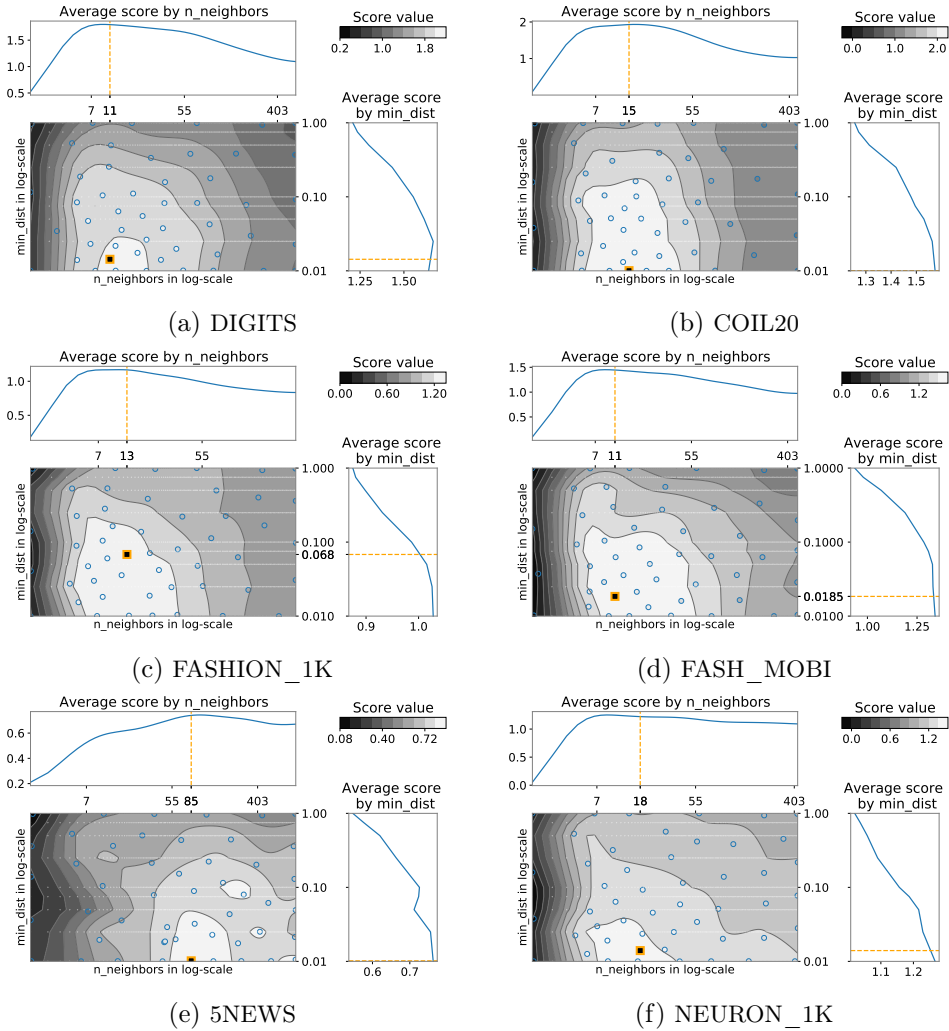 Average score by n_neighbors
Score value
1.5
1.0
0.5
0.2 1.0 1.8
7 11 55 403
Average score
by min_dist
min_dist in log-scale
1.00
0.10
0.01
n_neighbors in log-scale
1.25 1.50
(a) DIGITS
Average score by n_neighbors
Score value
2
1
0.0 1.0 2.0
7 15 55 403
Average score
by min_dist
min_dist in log-scale
1.00
0.10
0.01
n_neighbors in log-scale
1.3 1.4 1.5
(b) COIL20
Average score by n_neighbors
Score value
1.0
0.5
0.00 0.60 1.20
7 13 55
Average score
by min_dist
min_dist in log-scale
1.000
0.100
0.068
0.010
n_neighbors in log-scale
0.9 1.0
(c) FASHION_1K
Average score by n_neighbors
Score value
1.5
1.0
0.5
0.0 0.6 1.2
7 11 55 403
Average score
by min_dist
min_dist in log-scale
1.0000
0.1000
0.0185
0.0100
n_neighbors in log-scale
1.00 1.25
(d) FASH_MOBI
Average score by n_neighbors
Score value
0.6
0.4
0.2
0.08 0.40 0.72
7 55 85 403
Average score
by min_dist
min_dist in log-scale
1.00
0.10
0.01
n_neighbors in log-scale
0.6 0.7
(e) 5NEWS
Average score by n_neighbors
Score value
1.0
0.5
0.0
0.0 0.6 1.2
7 18 55 403
Average score
by min_dist
min_dist in log-scale
1.00
0.10
0.01
n_neighbors in log-scale
1.1 1.2
(f) NEURON_1K